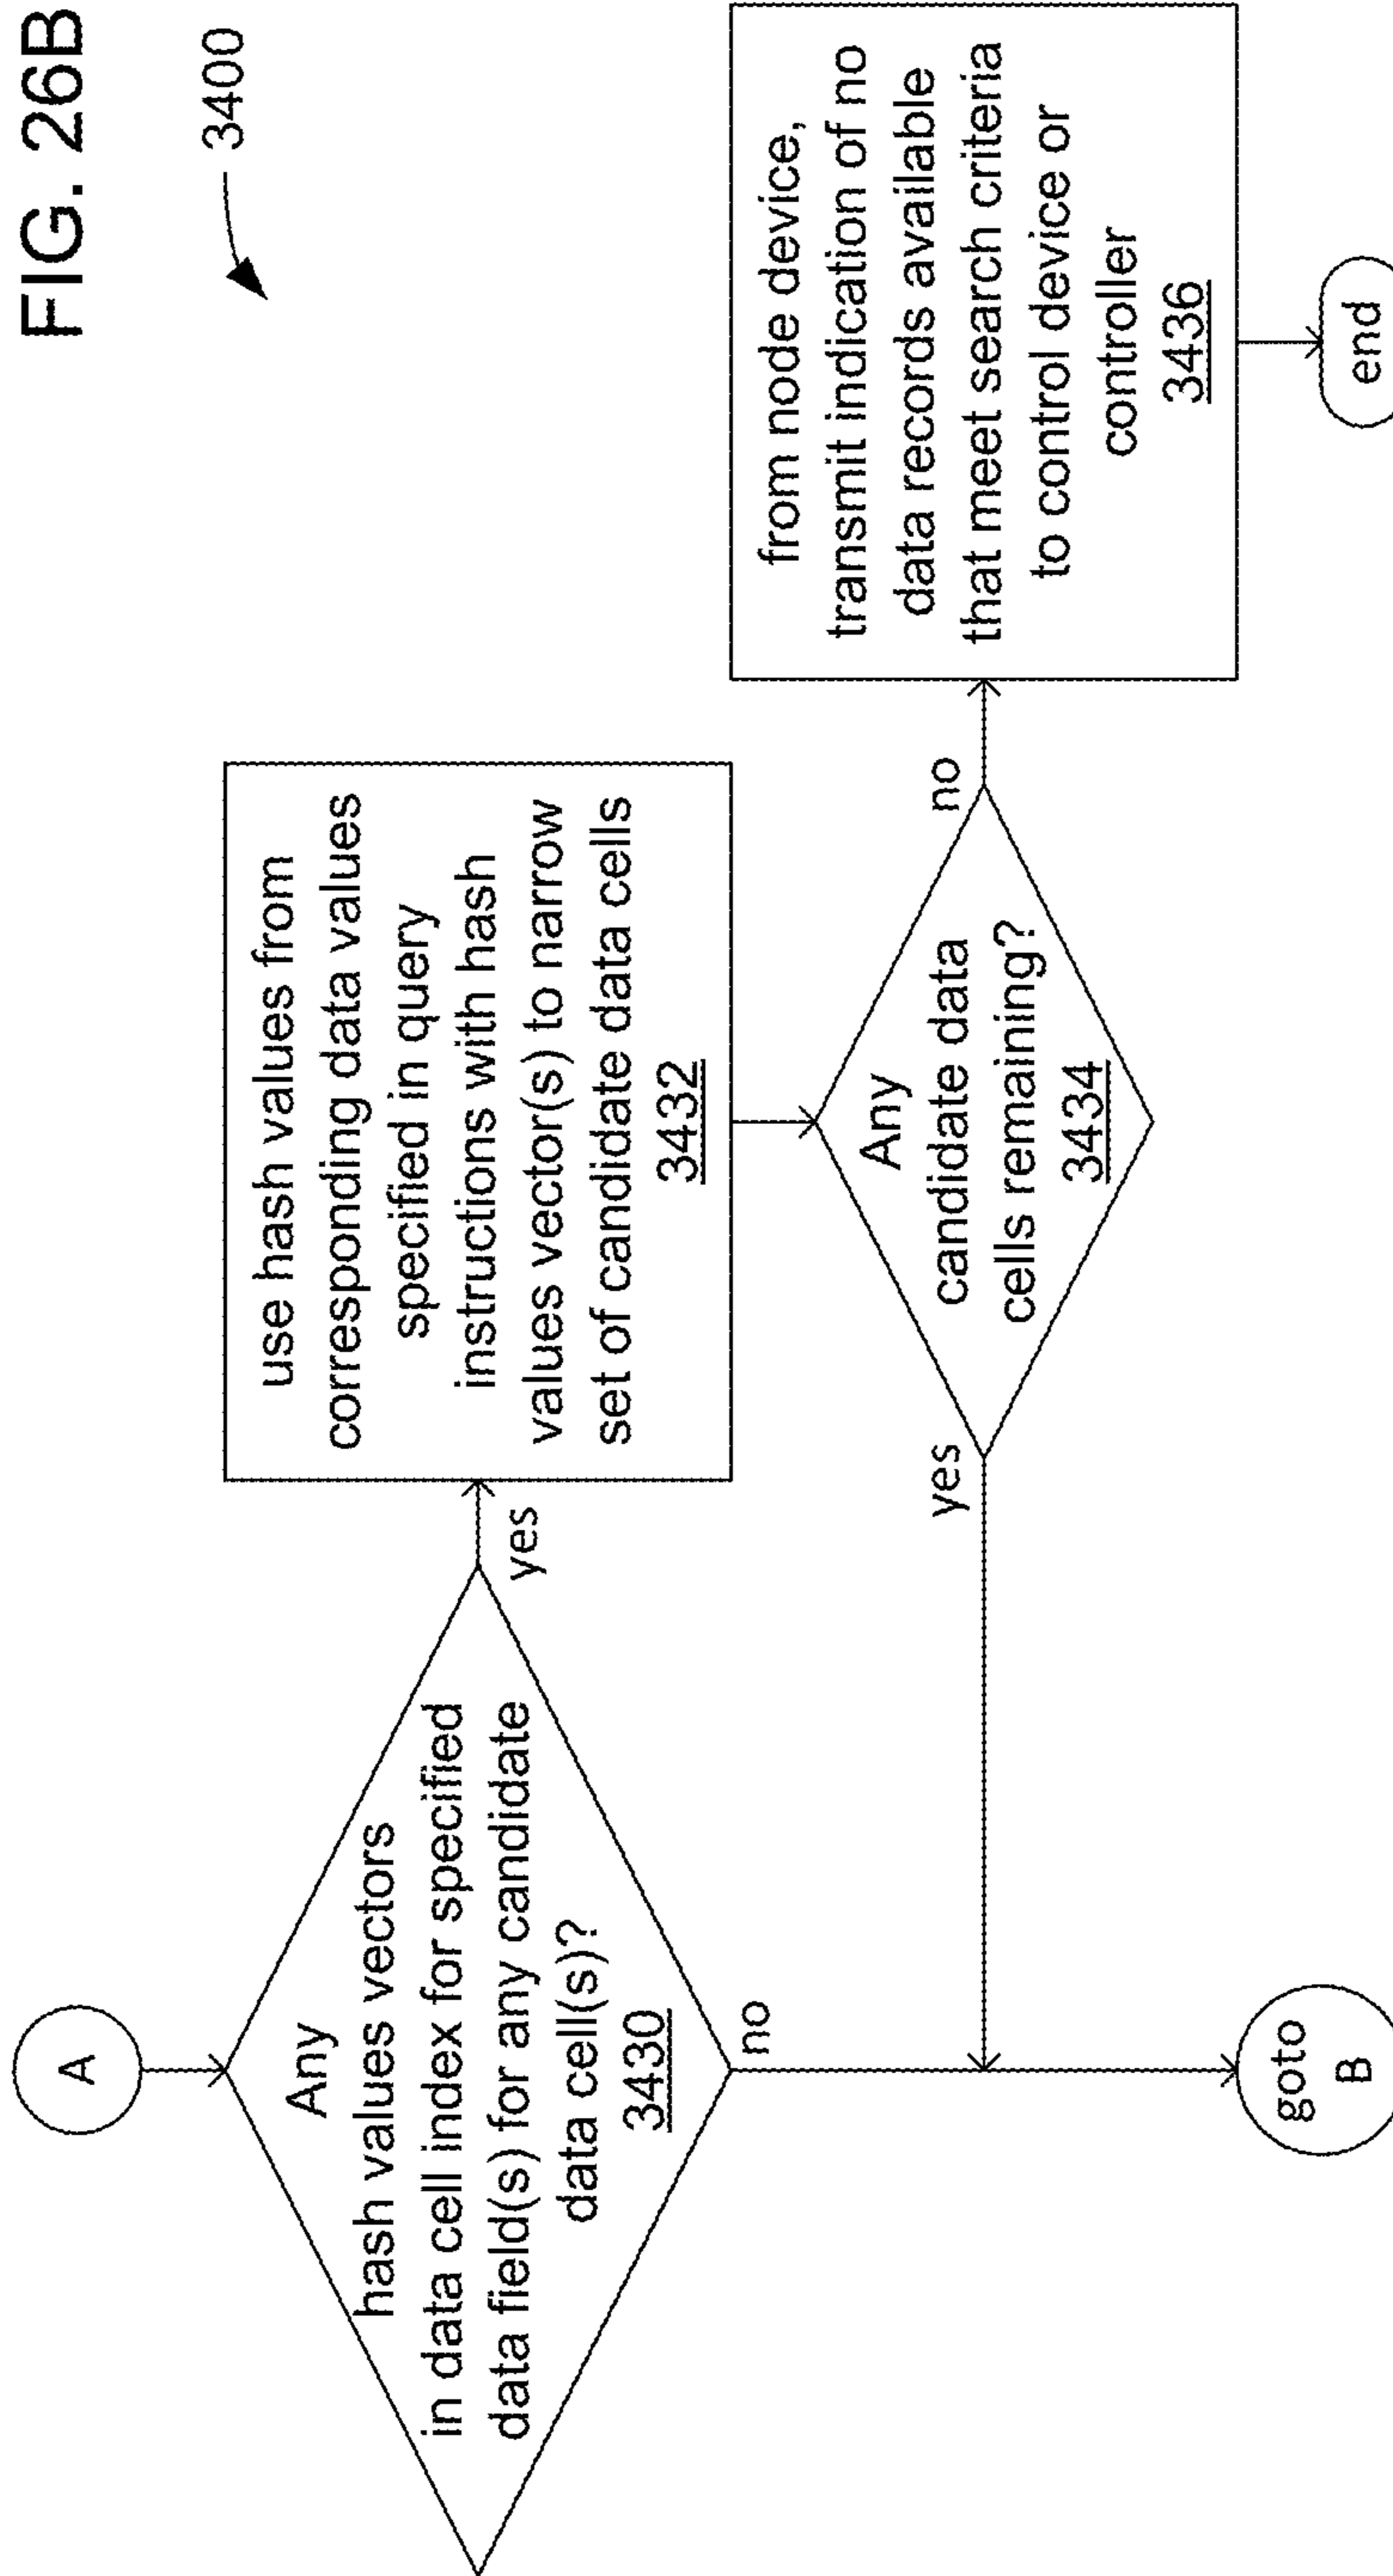 FIG. 26B
3400
A
Any
hash values vectors
in data cell index for specified
data field(s) for any candidate
data cell(s)?
3430
yes
no
use hash values from
corresponding data values
specified in query
instructions with hash
values vector(s) to narrow
set of candidate data cells
3432
Any
candidate data
cells remaining?
3434
yes
no
from node device,
transmit indication of no
data records available
that meet search criteria
to control device or
controller
3436
end
goto
B